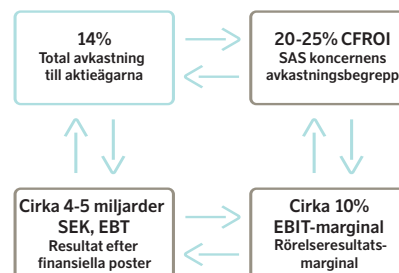 14%
Total avkastning
till aktieägarna
20-25% CFROI
SAS koncernens
avkastningsbegrepp
Cirka 4-5 miljarder
SEK, EBT
Resultat efter
finansiella poster
Cirka 10%
EBIT-marginal
Rörelseresultats-
marginal